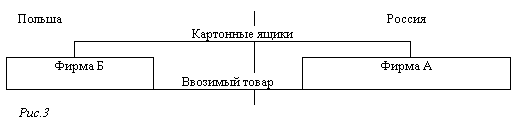 Польша Россия
Картонные ящики
Фирма Б Фирма А
Ввозимый товар
Рис.3